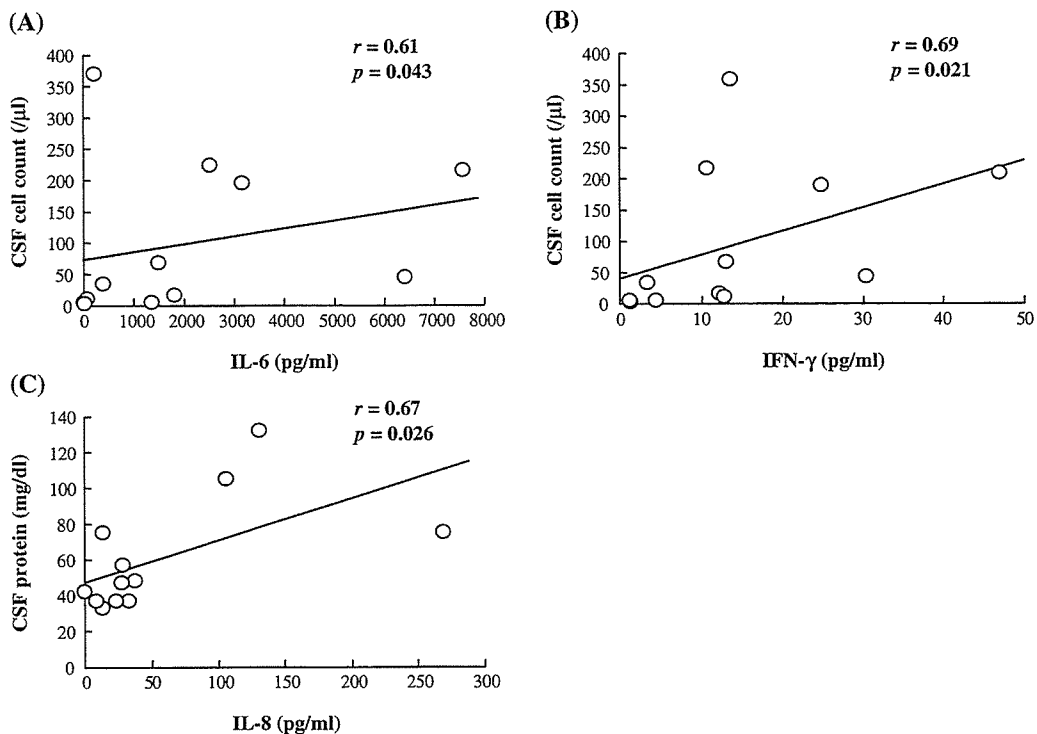 (A)
r = 0.61
p = 0.043
400
350
300
250
200
150
100
50
0
CSF cell count (/μl)
0 1000 2000 3000 4000 5000 6000 7000 8000
IL-6 (pg/ml)
(B)
r = 0.69
p = 0.021
400
350
300
250
200
150
100
50
0
CSF cell count (/μl)
0 10 20 30 40 50
IFN-γ (pg/ml)
(C)
r = 0.67
p = 0.026
140
120
100
80
60
40
20
0
CSF protein (mg/dl)
0 50 100 150 200 250 300
IL-8 (pg/ml)